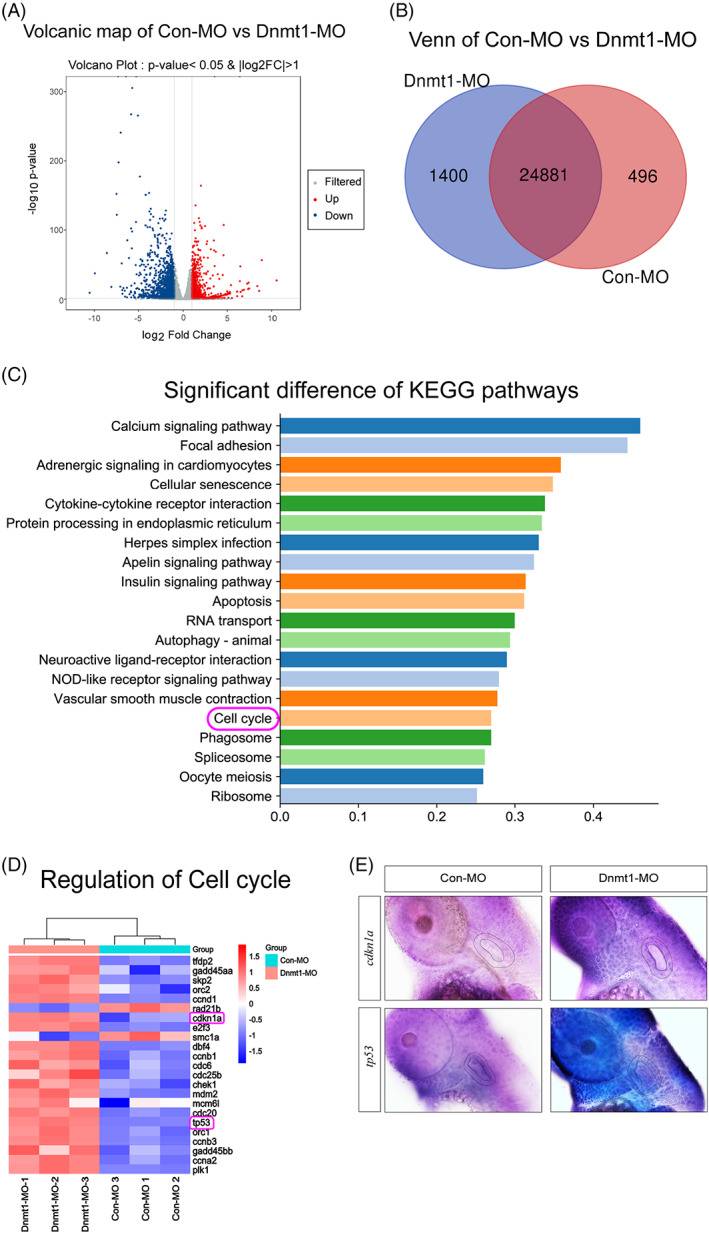 (A)
Volcanic map of Con-MO vs Dnmt1-MO
Volcano Plot : p-value< 0.05 & |log2FC|>1
300
200
100
0
-log10 p-value
-10
-5
0
5
10
log2 Fold Change
Filtered
Up
Down
(B)
Venn of Con-MO vs Dnmt1-MO
Dnmt1-MO
1400
24881
496
Con-MO
(C)
Significant difference of KEGG pathways
Calcium signaling pathway
Focal adhesion
Adrenergic signaling in cardiomyocytes
Cellular senescence
Cytokine-cytokine receptor interaction
Protein processing in endoplasmic reticulum
Herpes simplex infection
Apelin signaling pathway
Insulin signaling pathway
Apoptosis
RNA transport
Autophagy - animal
Neuroactive ligand-receptor interaction
NOD-like receptor signaling pathway
Vascular smooth muscle contraction
Cell cycle
Phagosome
Spliceosome
Oocyte meiosis
Ribosome
0.0
0.1
0.2
0.3
0.4
(D)
Regulation of Cell cycle
Group
tfdp2
gadd45aa
skp2
orc2
ccnd1
rad21b
cdkn1a
e2f3
smc1a
dbf4
ccnb1
cdc6
cdc25b
chek1
mdm2
mcm6l
cdc20
tp53
orc1
ccnb3
gadd45bb
ccna2
plk1
Dnmt1-MO-1
Dnmt1-MO-2
Dnmt1-MO-3
Con-MO 3
Con-MO 1
Con-MO 2
1.5
1
0.5
0
-0.5
-1
-1.5
Group
Con-MO
Dnmt1-MO
(E)
Con-MO
Dnmt1-MO
cdkn1a
tp53